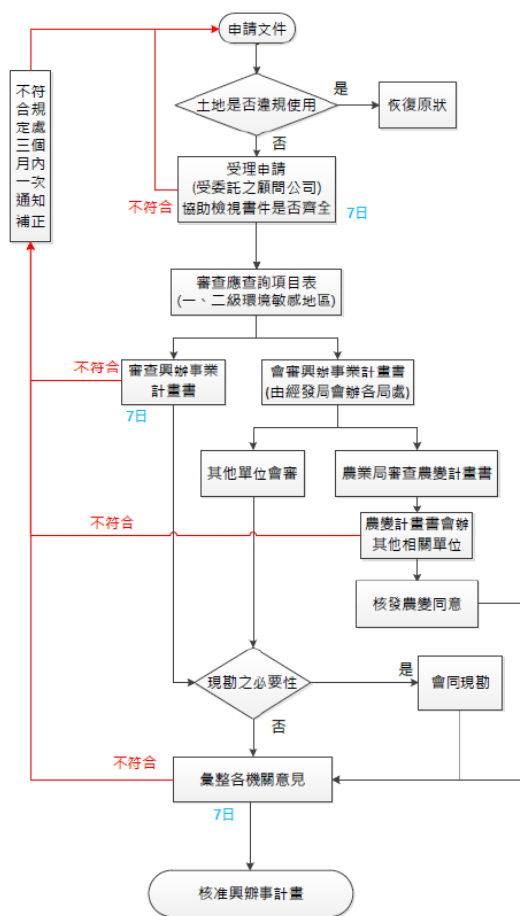 申請文件
土地是否違規使用
是
恢復原狀
否
不符
合規
定處
三個
月內
一次
通知
補正
受理申請
(受委託之顧問公司)
協助檢視書件是否齊全
不符合
7日
審查應查詢項目表
(一、二級環境敏感地區)
不符合
審查興辦事業
計畫書
7日
會審興辦事業計畫書
(由經發局會辦各局處)
其他單位會審
農業局審查農變計畫書
不符合
農變計畫書會辦
其他相關單位
核發農變同意
現勘之必要性
是
會同現勘
否
不符合
彙整各機關意見
7日
核准興辦事計畫